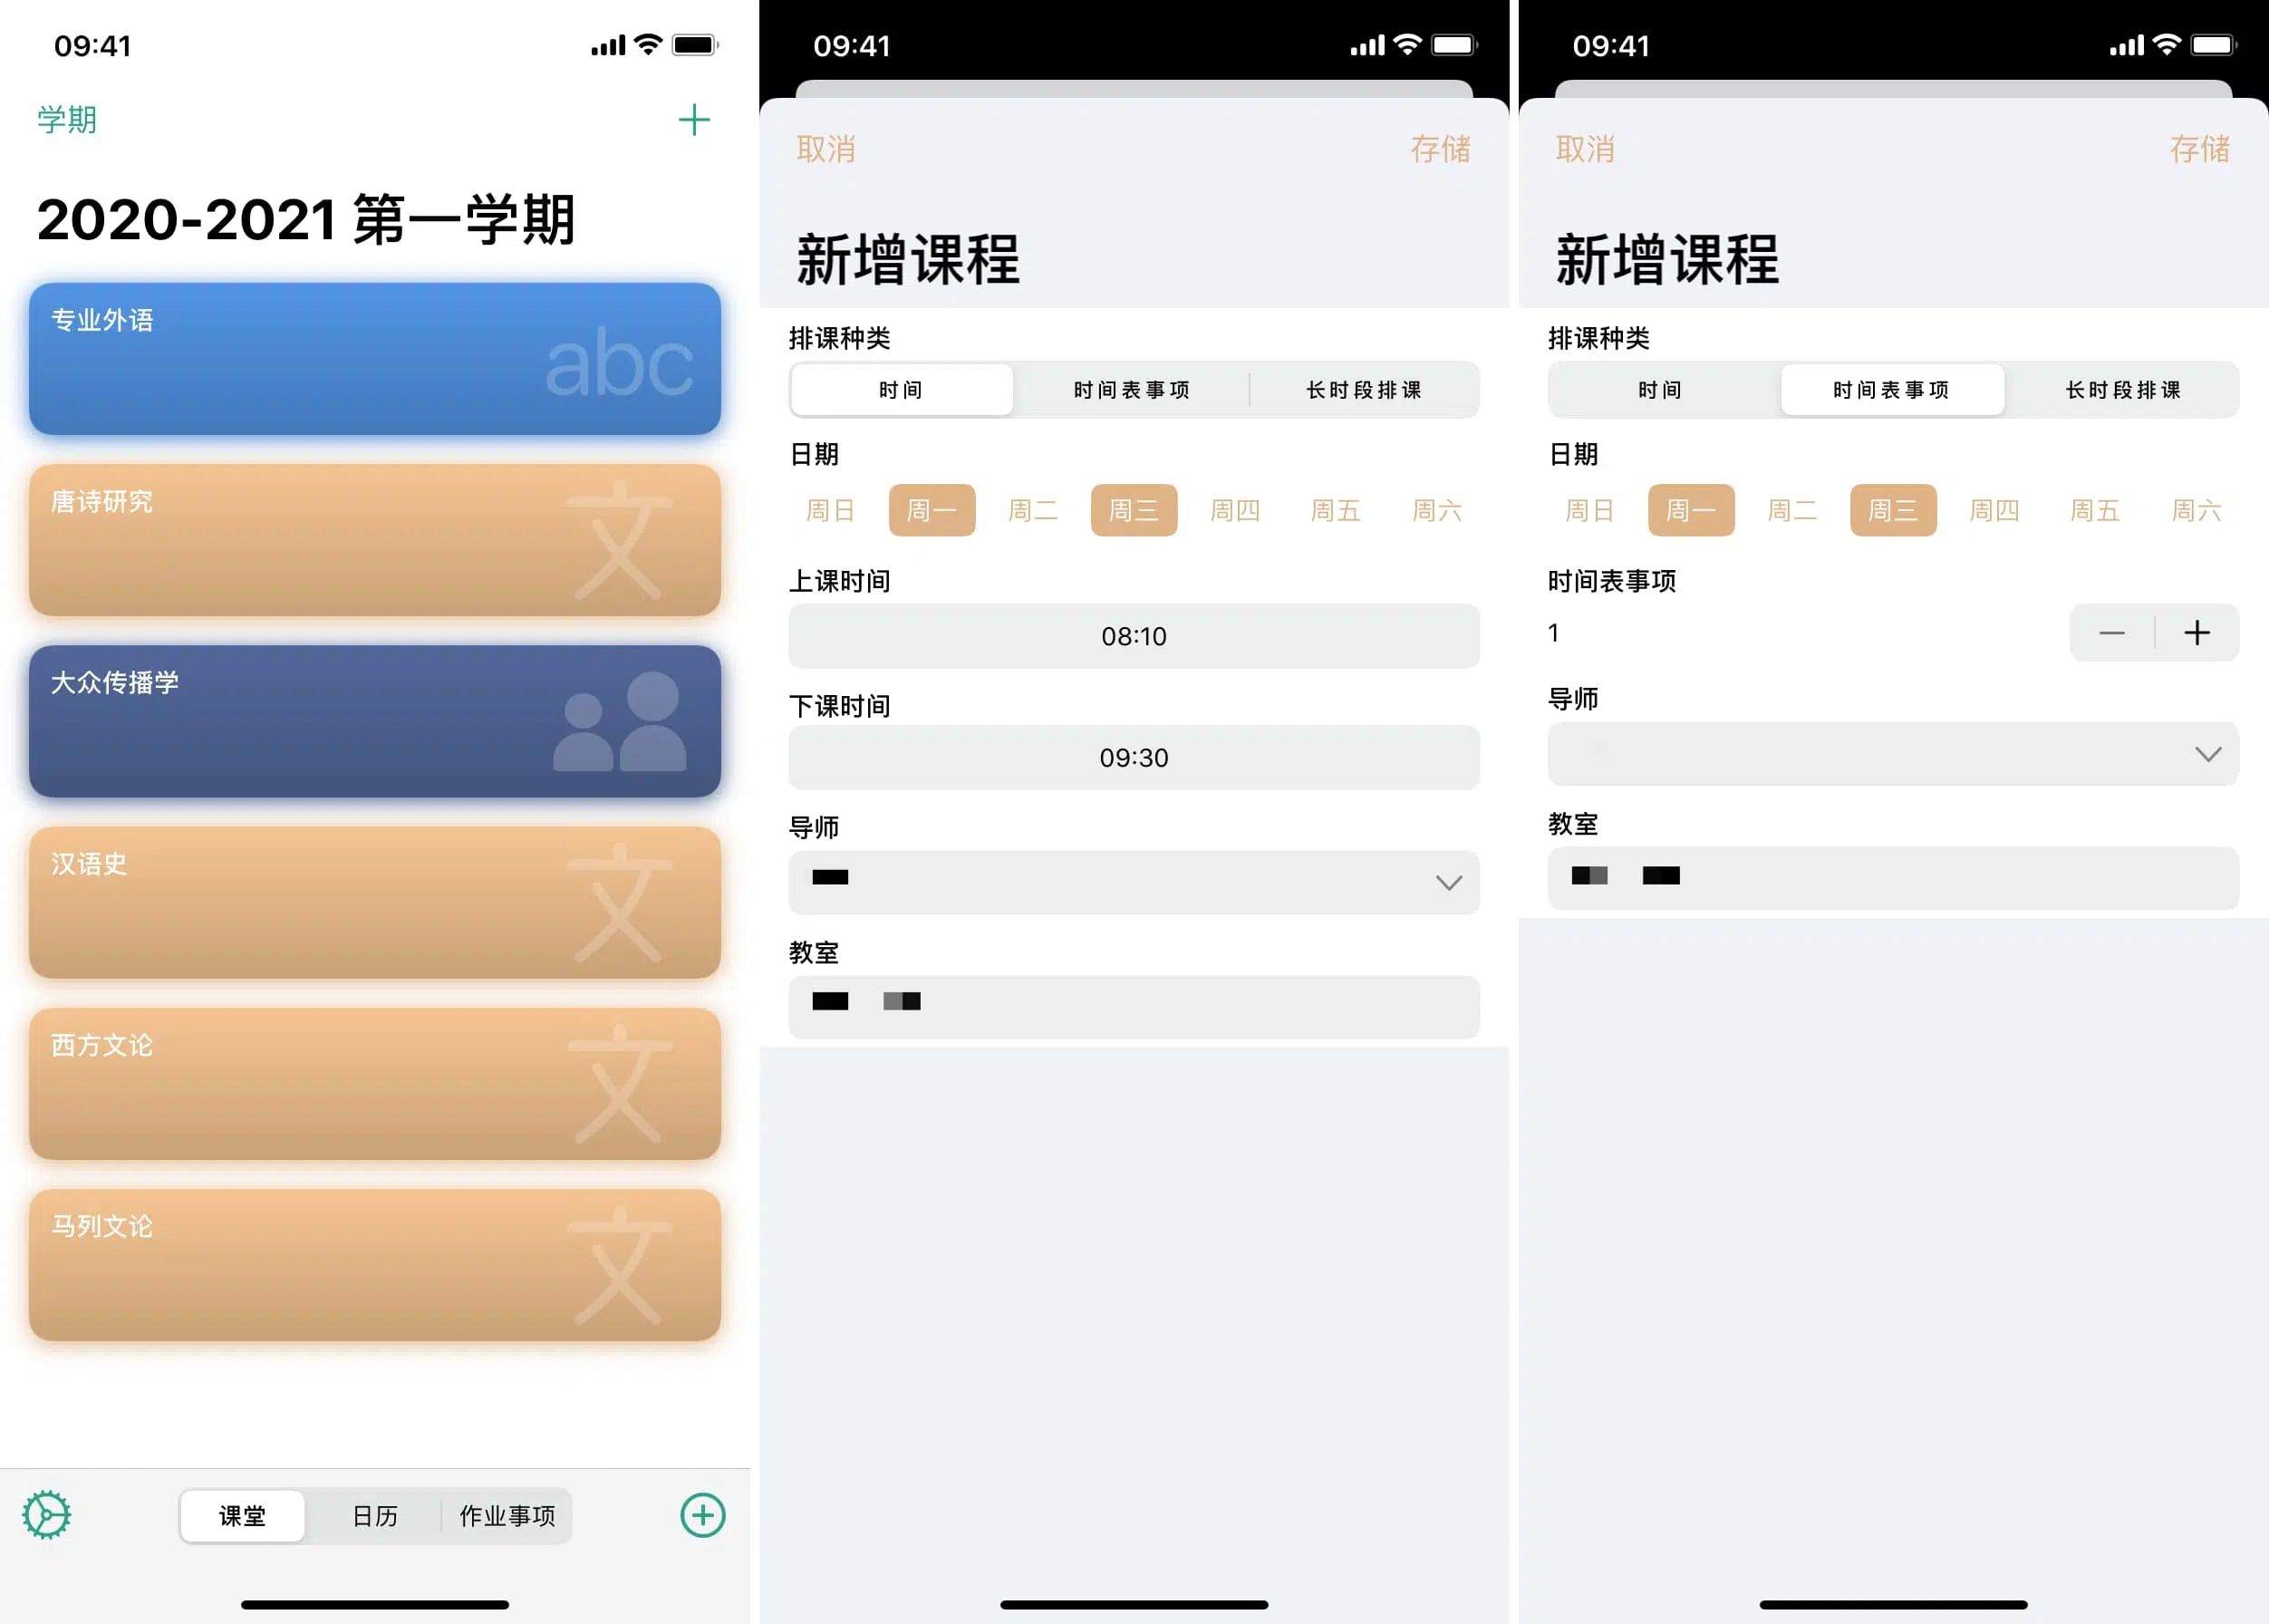 09:41
学期
2020-2021 第一学期
专业外语
abc
唐诗研究
文
大众传播学
汉语史
文
西方文论
文
马列文论
文
课堂 日历 作业事项
09:41
取消 存储
新增课程
排课种类
时间 时间表事项 长时段排课
日期
周日 周一 周二 周三 周四 周五 周六
上课时间
08:10
下课时间
09:30
导师
教室
09:41
取消 存储
新增课程
排课种类
时间 时间表事项 长时段排课
日期
周日 周一 周二 周三 周四 周五 周六
时间表事项
1
导师
教室